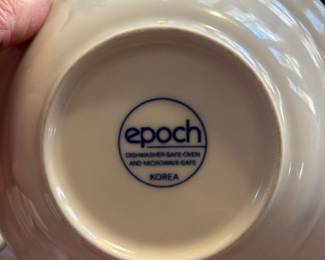 epoch
DISHWASHER-SAFE-OVEN
AND MICROWAVE-SAFE
KOREA